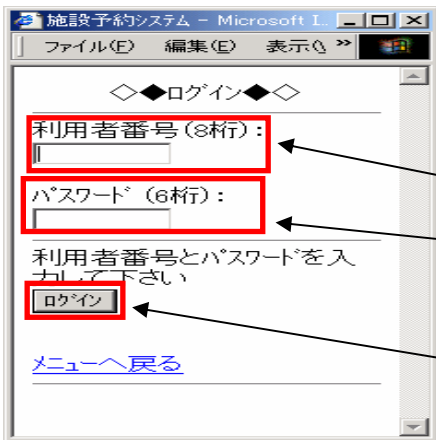 施設予約システム - Microsoft I..
ファイル(F) 編集(E) 表示(\ »
◇◆ログイン◆◇
利用者番号(8桁):
パスワード (6桁):
利用者番号とパスワードを入
力して下さい
ログイン
メニューへ戻る